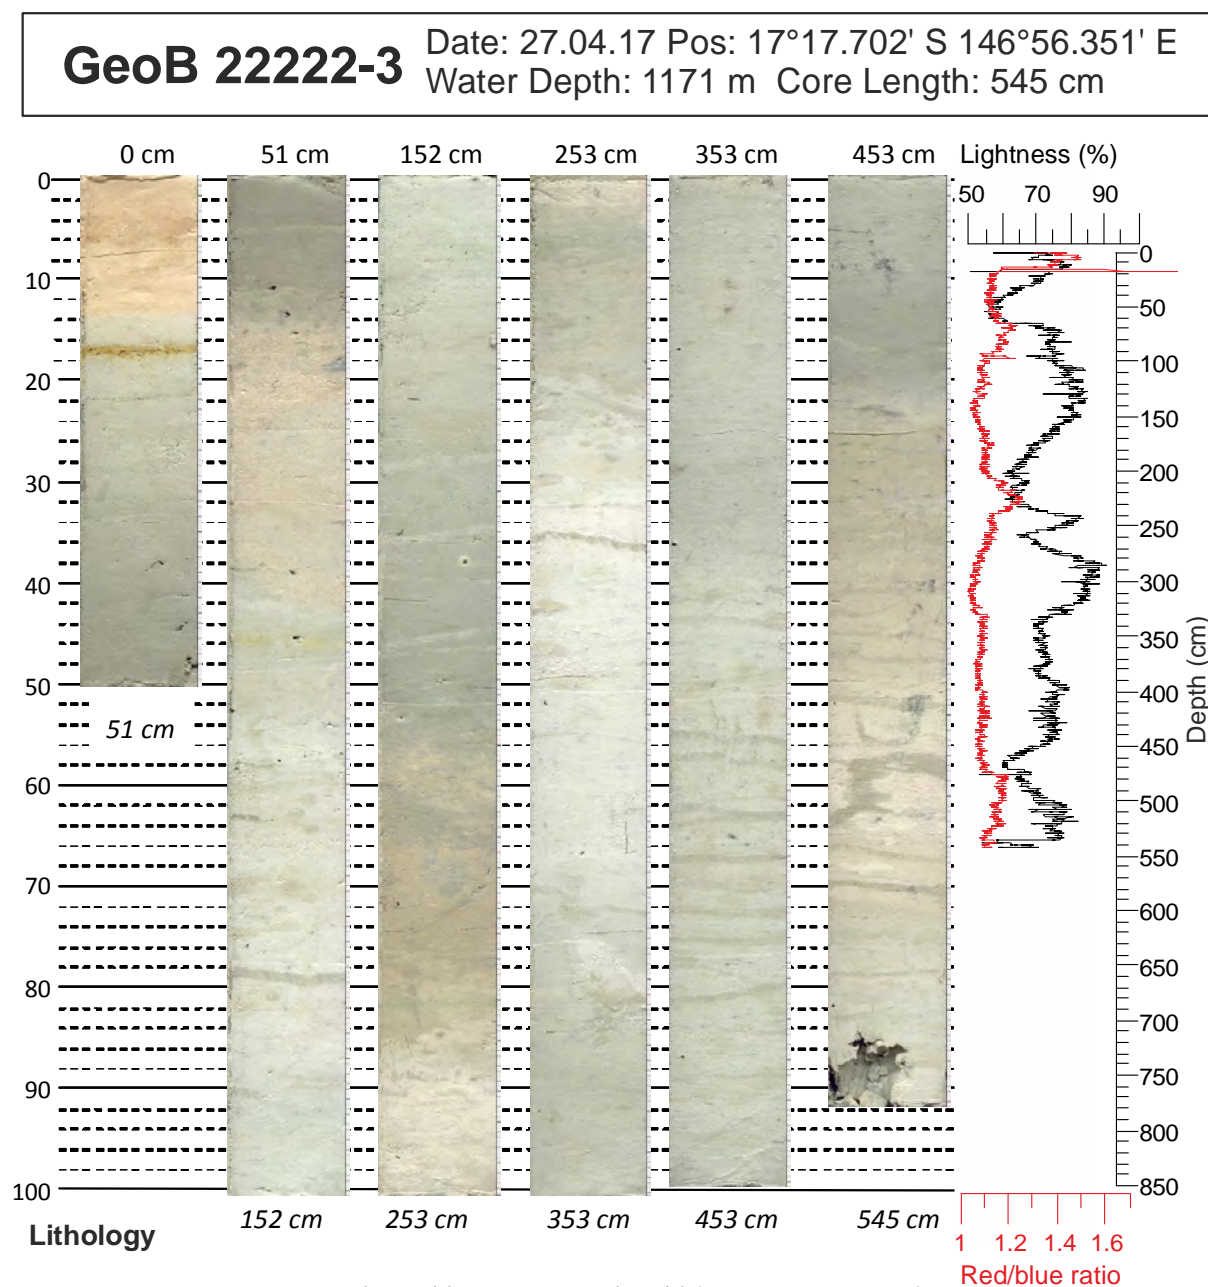 GeoB 22222-3
Date: 27.04.17 Pos: 17°17.702' S 146°56.351' E
Water Depth: 1171 m Core Length: 545 cm
0 cm 51 cm 152 cm 253 cm 353 cm 453 cm Lightness (%)
50 70 90
0
10
20
30
40
50
60
70
80
90
100
51 cm
152 cm 253 cm 353 cm 453 cm 545 cm
Lithology
0
50
100
150
200
250
300
350
400
450
500
550
600
650
700
750
800
850
Depth (cm)
1 1.2 1.4 1.6
Red/blue ratio